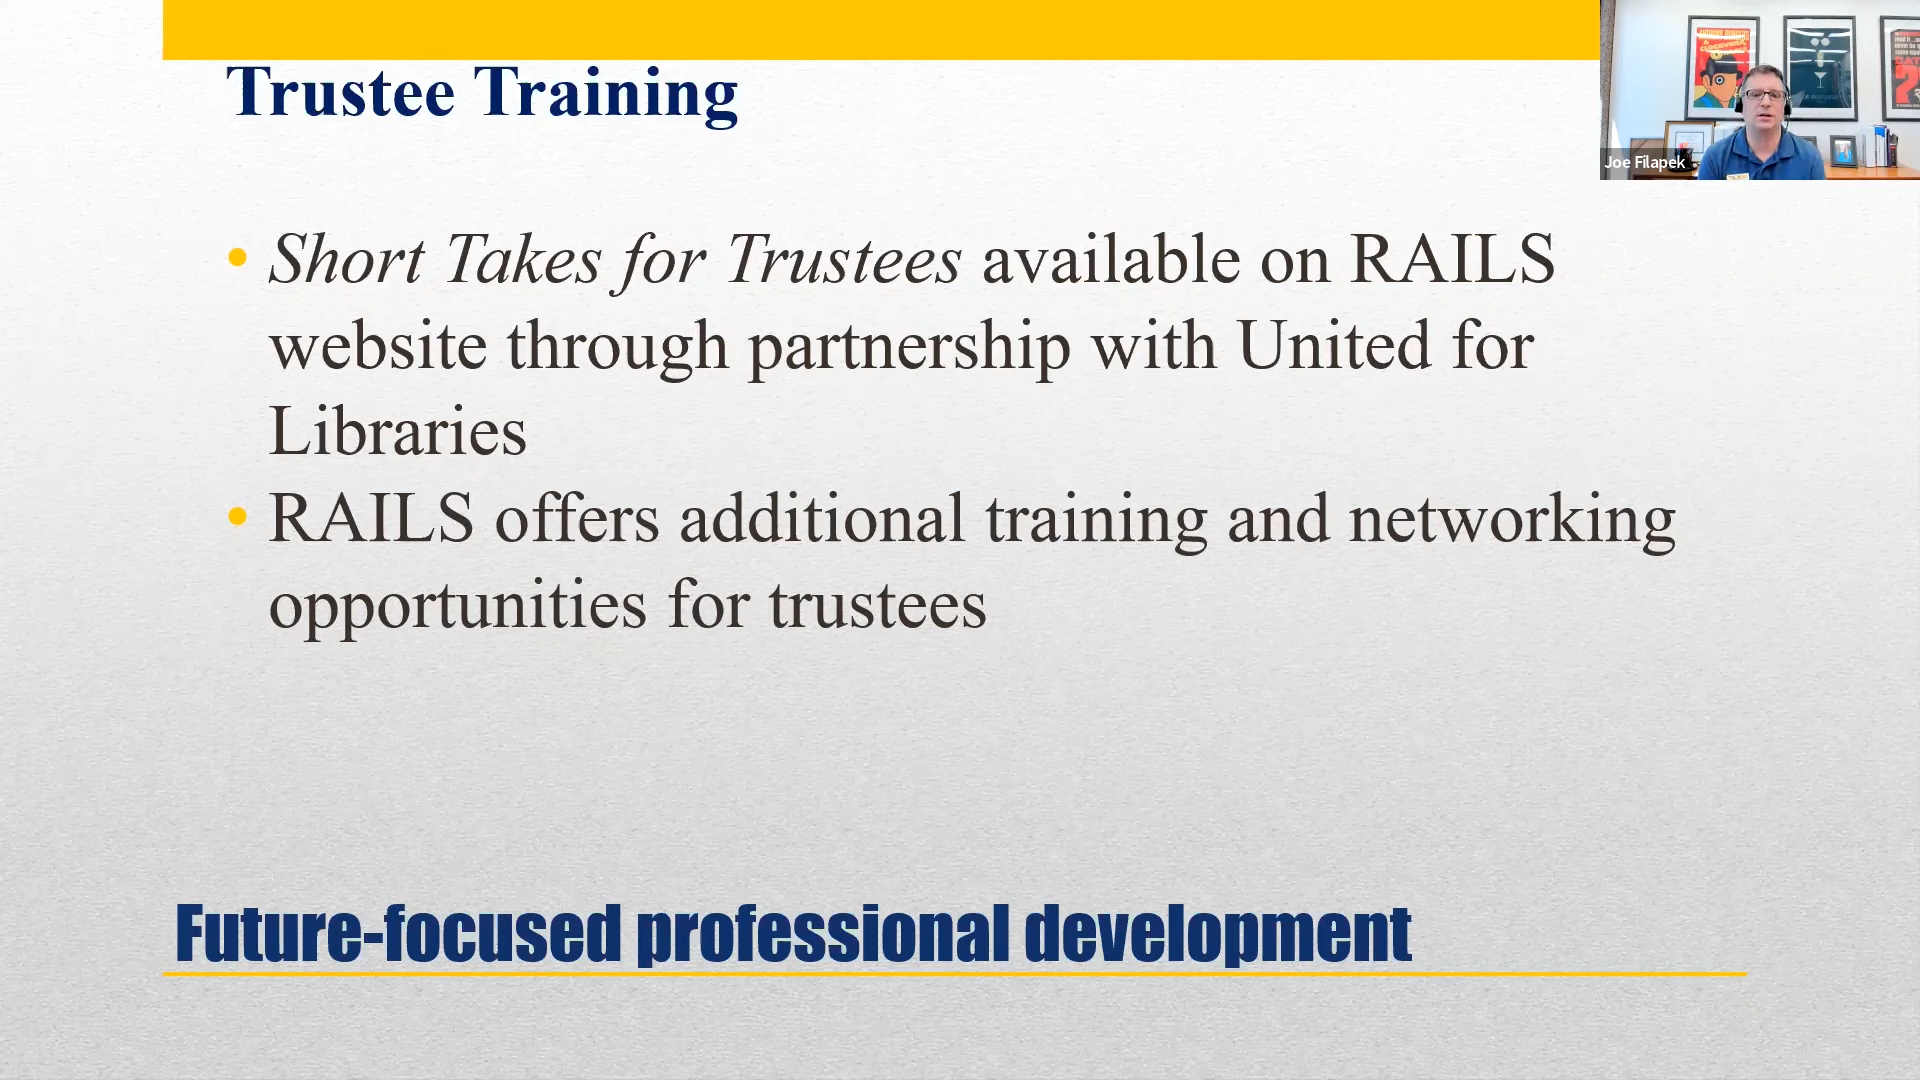 Trustee Training
Joe Filapek
• Short Takes for Trustees available on RAILS
website through partnership with United for
Libraries
• RAILS offers additional training and networking
opportunities for trustees
Future-focused professional development